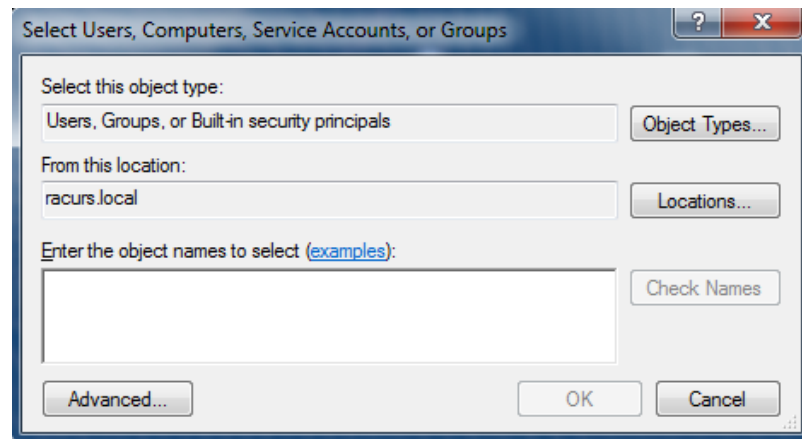 Select Users, Computers, Service Accounts, or Groups
?
X
Select this object type:
Users, Groups, or Built-in security principals
Object Types...
From this location:
racurs.local
Locations...
Enter the object names to select (examples):
Check Names
Advanced...
OK
Cancel